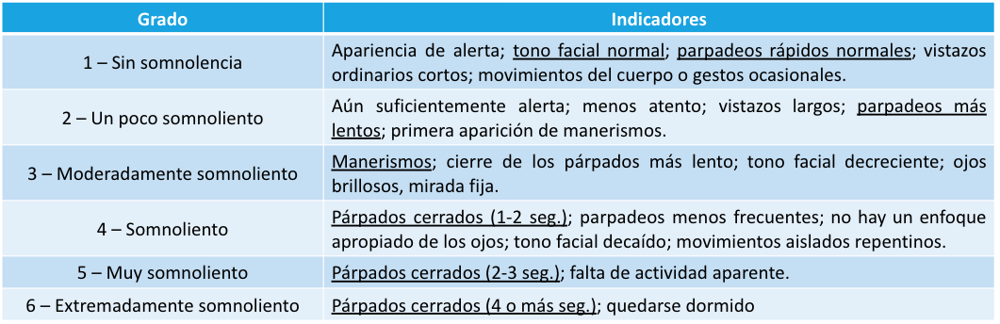 Grado
Indicadores
1 – Sin somnolencia
Apariencia de alerta; tono facial normal; parpadeos rápidos normales; vistazos
ordinarios cortos; movimientos del cuerpo o gestos ocasionales.
2 – Un poco somnoliento
Aún suficientemente alerta; menos atento; vistazos largos; parpadeos más
lentos; primera aparición de manerismos.
3 – Moderadamente somnoliento
Manerismos; cierre de los párpados más lento; tono facial decreciente; ojos
brillosos, mirada fija.
4 – Somnoliento
Párpados cerrados (1-2 seg.); parpadeos menos frecuentes; no hay un enfoque
apropiado de los ojos; tono facial decaído; movimientos aislados repentinos.
5 – Muy somnoliento
Párpados cerrados (2-3 seg.); falta de actividad aparente.
6 – Extremadamente somnoliento
Párpados cerrados (4 o más seg.); quedarse dormido